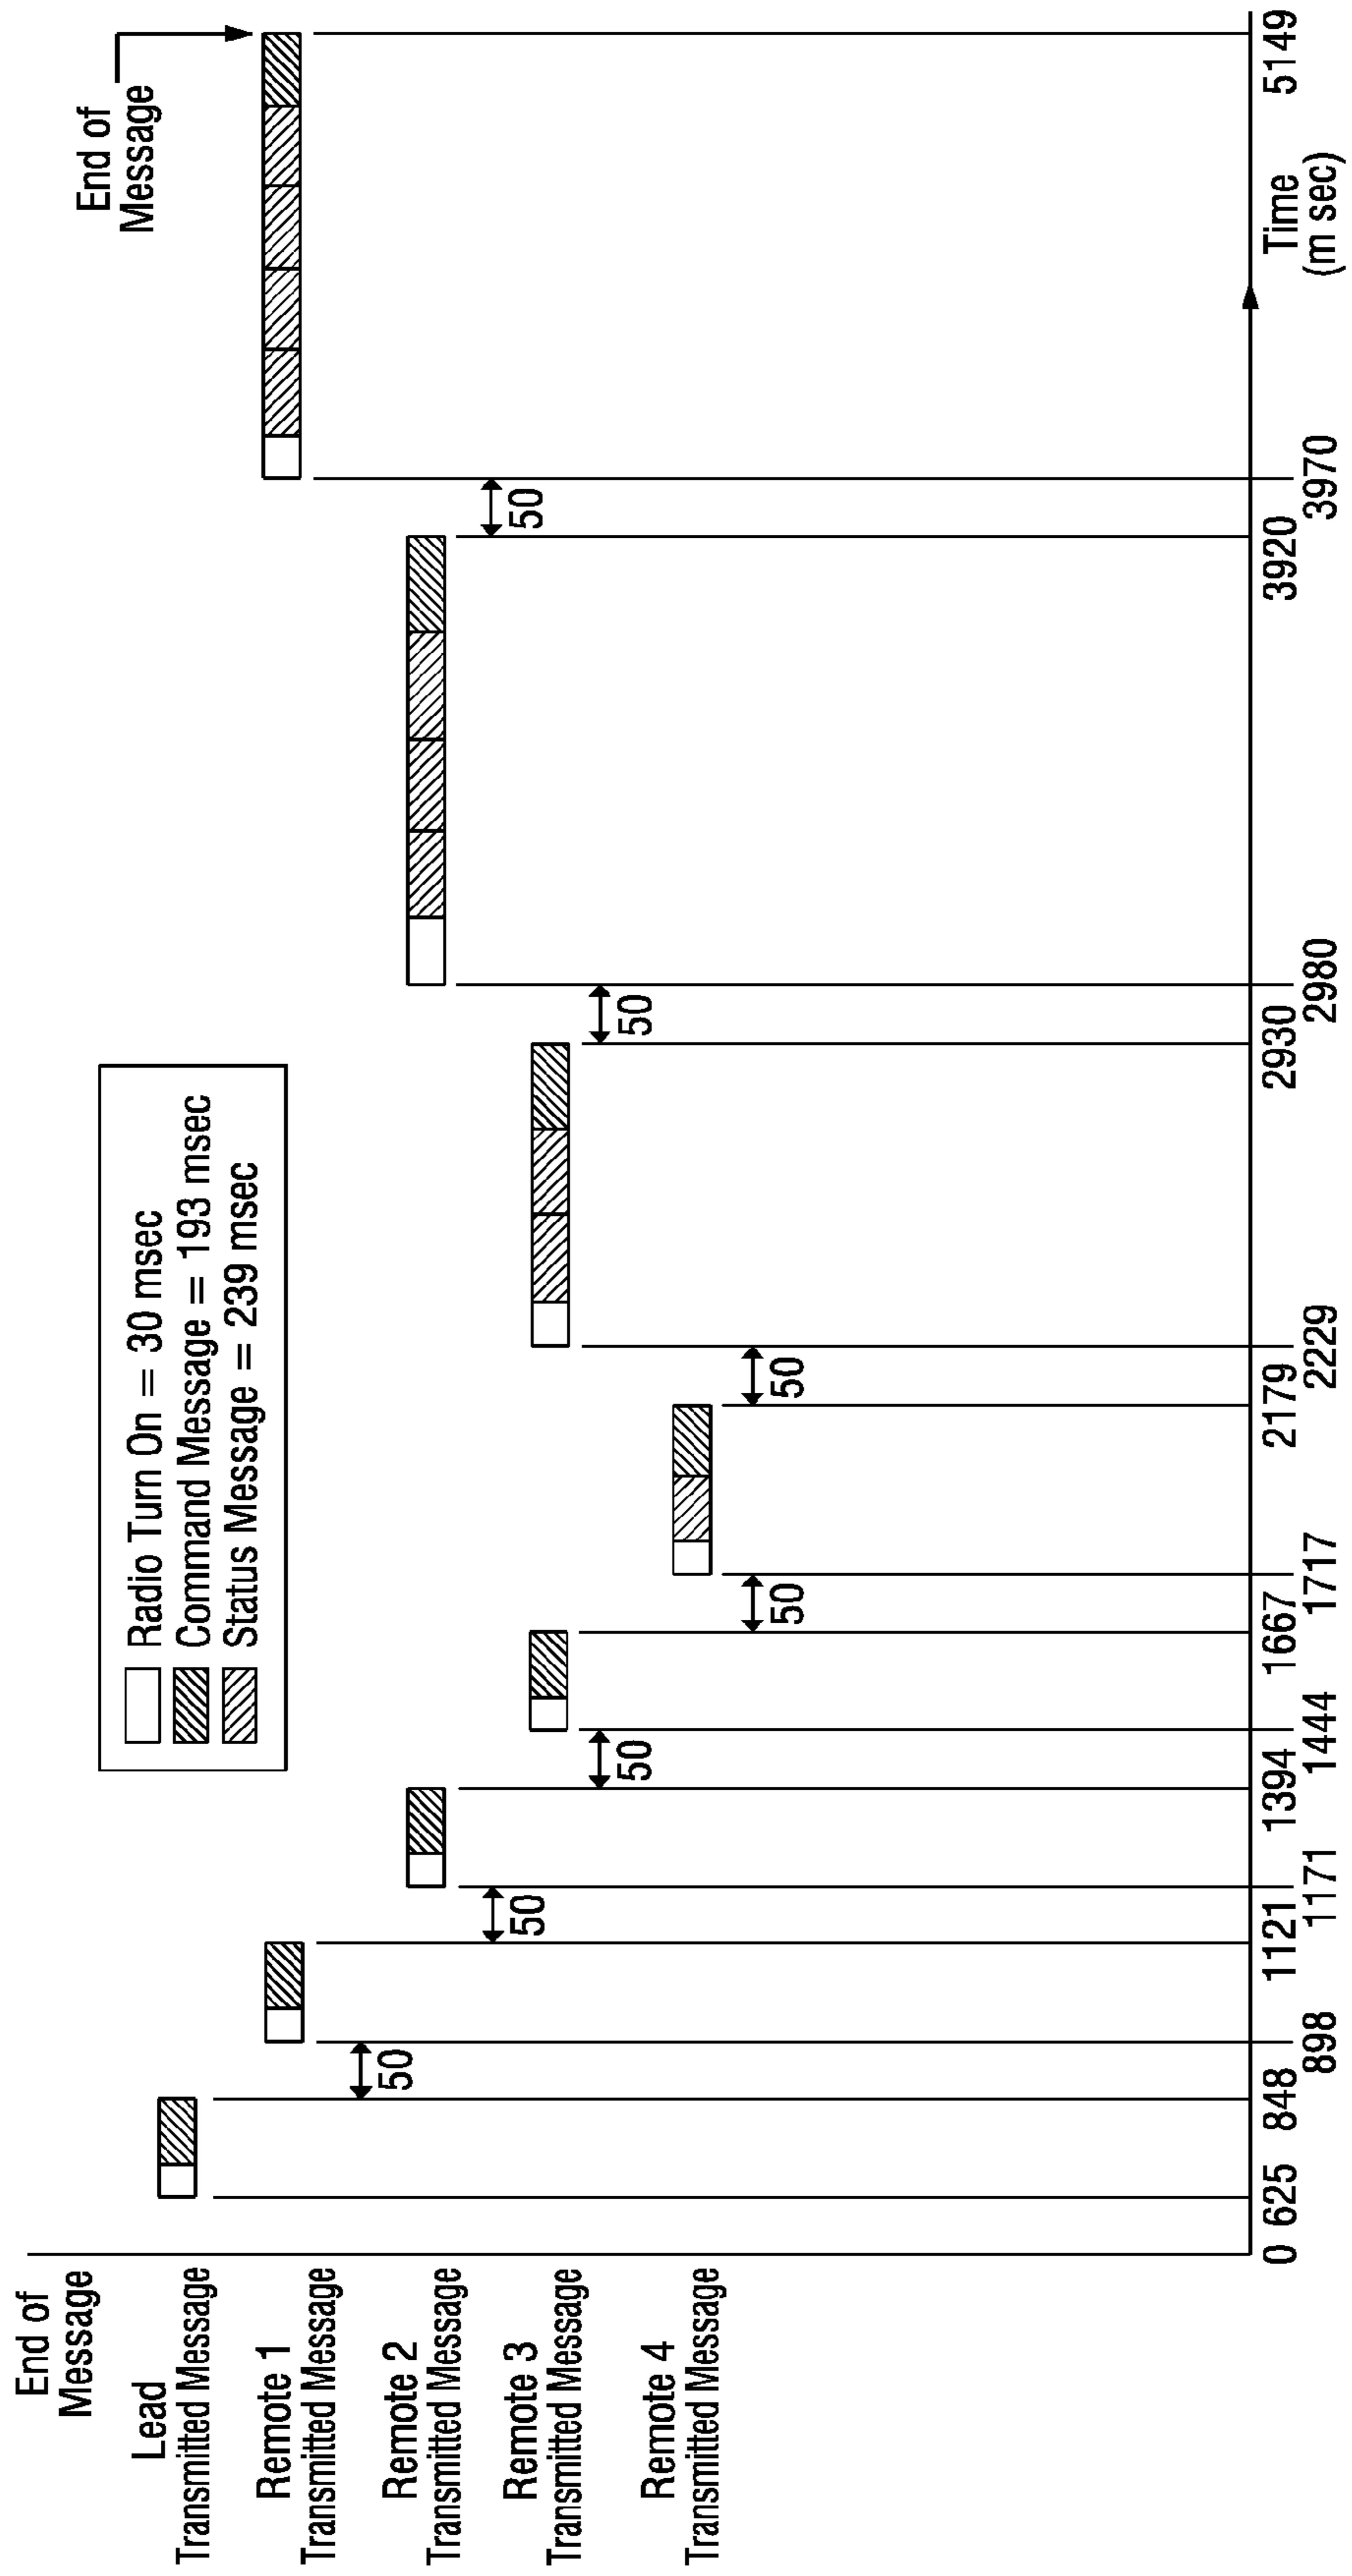 End of
Message
Lead
Transmitted Message
Remote 1
Transmitted Message
Remote 2
Transmitted Message
Remote 3
Transmitted Message
Remote 4
Transmitted Message
Radio Turn On = 30 msec
Command Message = 193 msec
Status Message = 239 msec
End of
Message
50
50
50
50
50
50
50
50
0 625 848 1121 1394 1667 2179 2930 3920 Time 5149
898 1171 1444 1717 2229 2980 3970 (m sec)